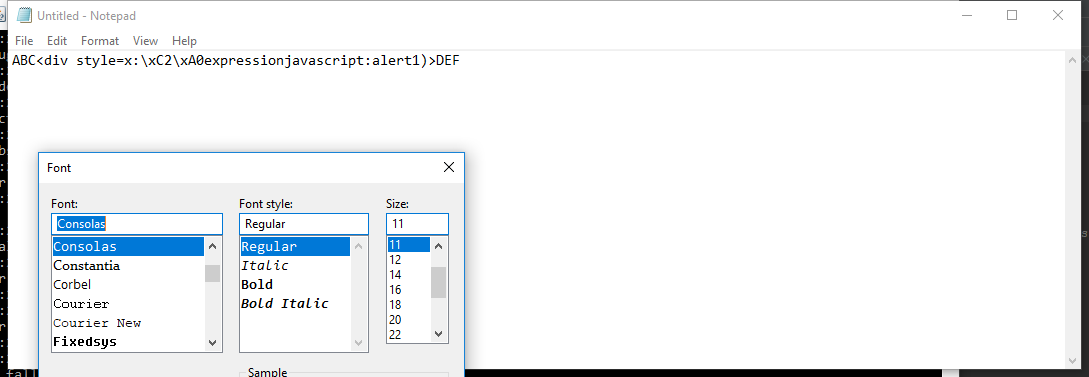 Untitled - Notepad
File Edit Format View Help
ABC<div style=x:\xC2\xA0expressionjavascript:alert1)>DEF
Font
Font: Font style: Size:
Consolas Regular 11
Consolas Regular 11
Constantia Italic 12
Corbel Bold 14
Courier Bold Italic 16
Courier New 18
Fixedsys 20
22
Sample